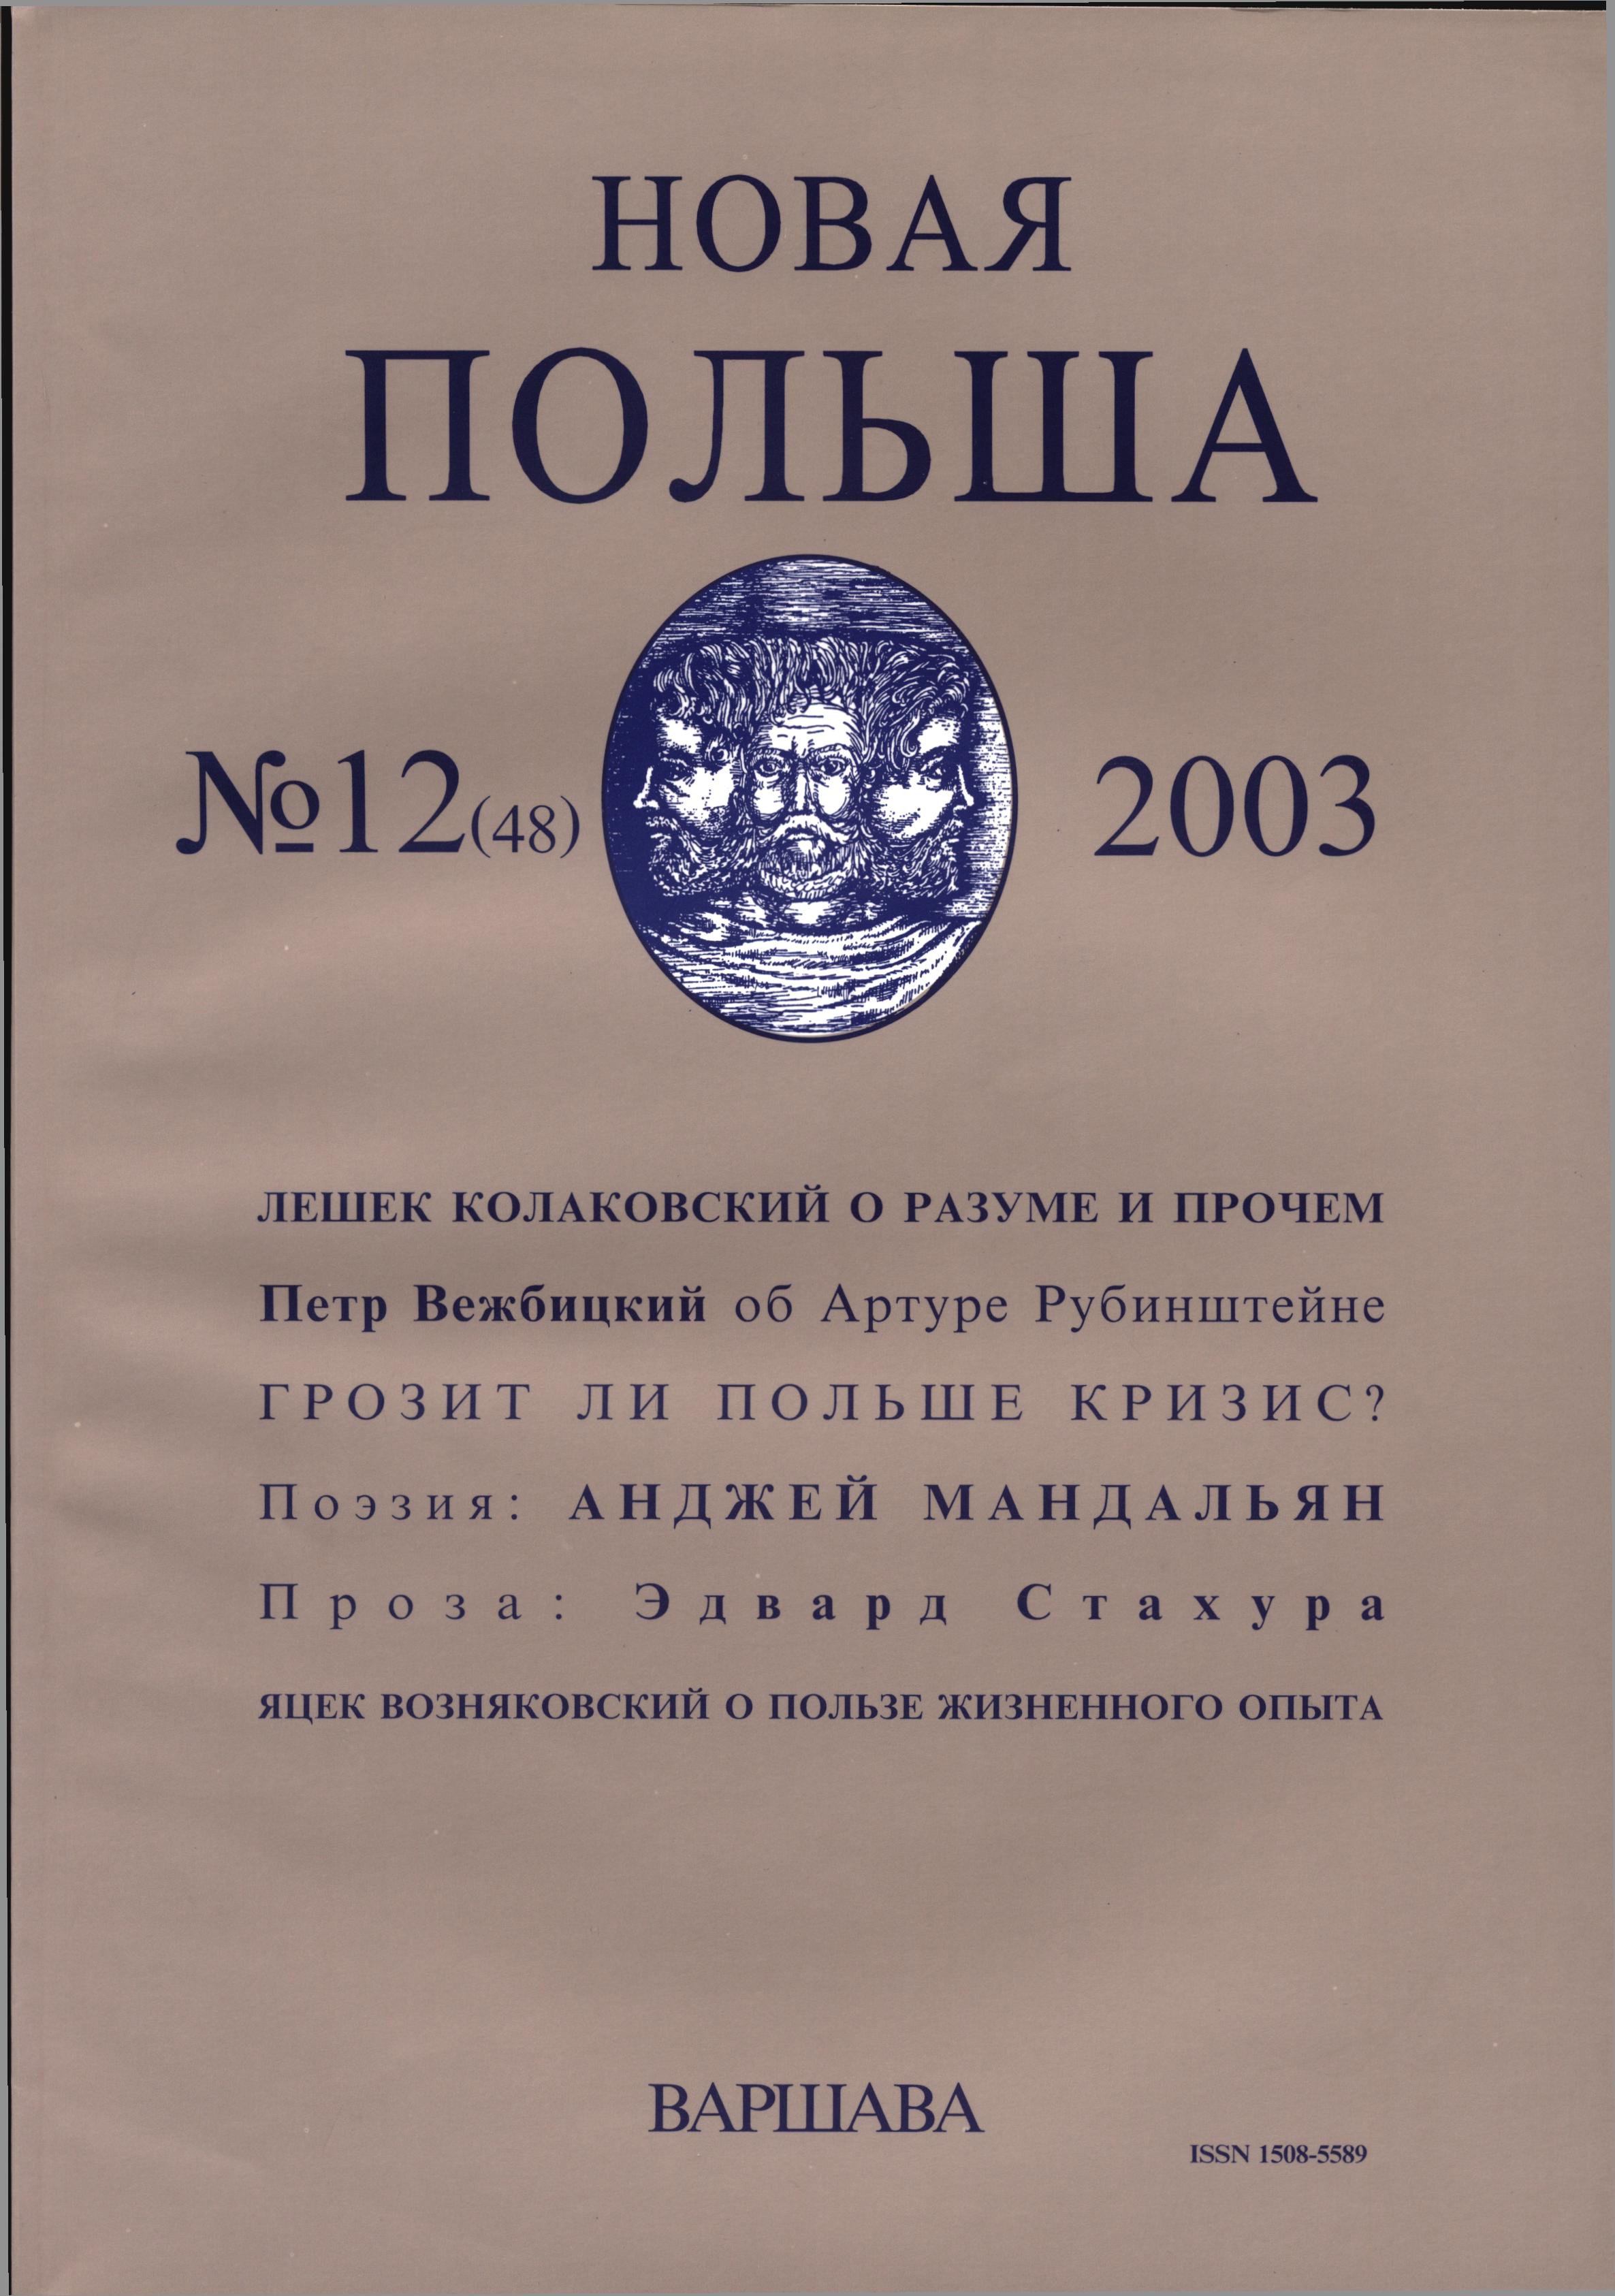 НОВАЯ
ПОЛЬША
№12(48) 2003
ЛЕШЕК КОЛАКОВСКИЙ О РАЗУМЕ И ПРОЧЕМ
Петр Вежбицкий об Артуре Рубинштейне
ГРОЗИТ ЛИ ПОЛЬШЕ КРИЗИС?
Поэзия: АНДЖЕЙ МАНДАЛЬЯН
Проза: Эдвард Стахура
ЯЦЕК ВОЗНЯКОВСКИЙ О ПОЛЬЗЕ ЖИЗНЕННОГО ОПЫТА
ВАРШАВА
ISSN 1508-5589